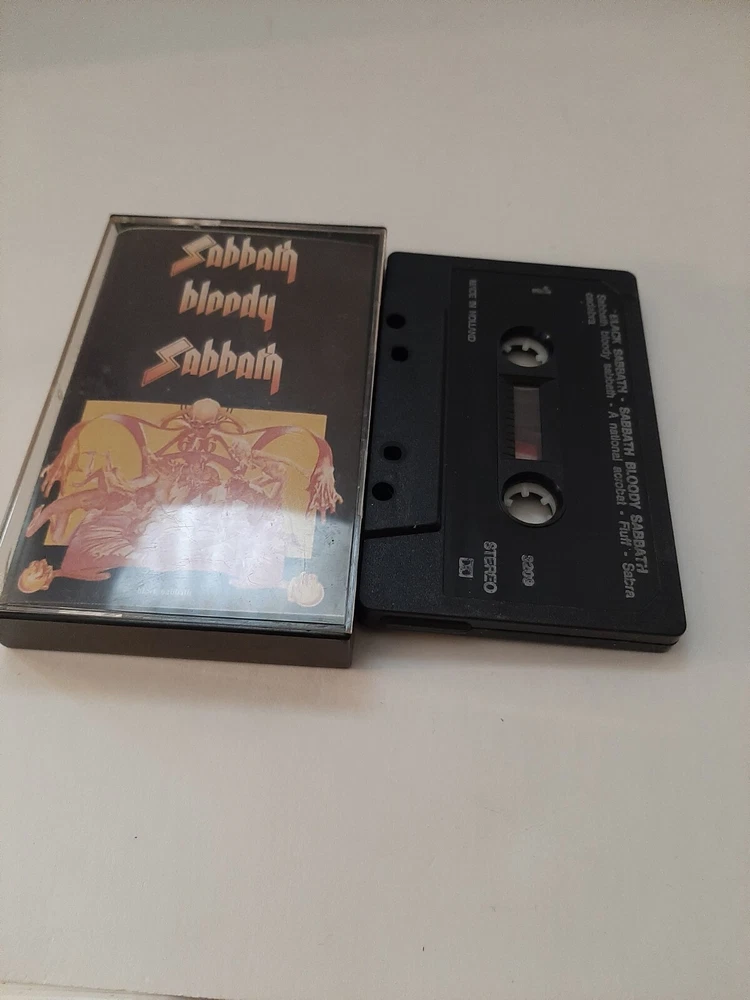 Sabbath
bloody
Sabbath
BLACK SABBATH - SABBATH BLOODY SABBATH
Sabbath bloody sabbath - A national acrobat - Fluff - Sabra
cadabra
MADE IN HOLLAND
3209
STEREO